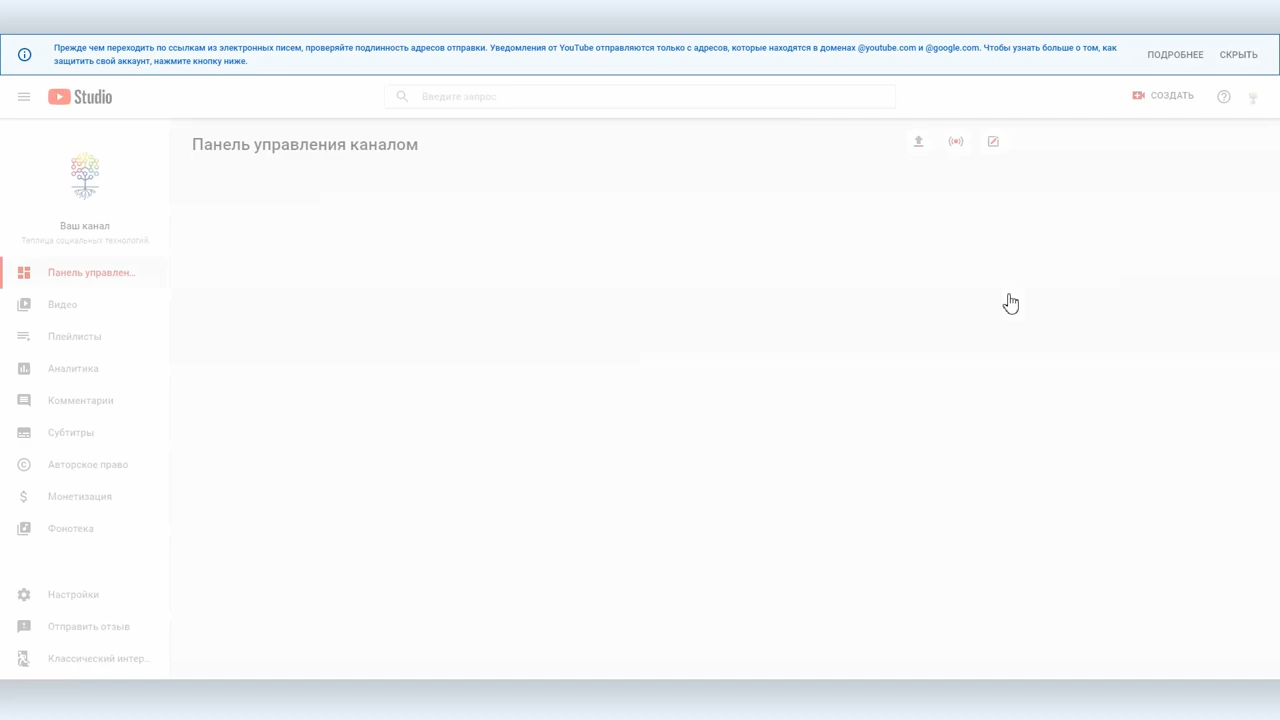 Прежде чем переходить по ссылкам из электронных писем, проверяйте подлинность адресов отправки. Уведомления от YouTube отправляются только с адресов, которые находятся в доменах @youtube.com и @google.com. Чтобы узнать больше о том, как
защитить свой аккаунт, нажмите кнопку ниже.
ПОДРОБНЕЕ
СКРЫТЬ
Studio
Введите запрос
СОЗДАТЬ
Панель управления каналом
Ваш канал
Теплица социальных технологий.
Панель управлен...
Видео
Плейлисты
Аналитика
Комментарии
Субтитры
Авторское право
Монетизация
Фонотека
Настройки
Отправить отзыв
Классический интер...